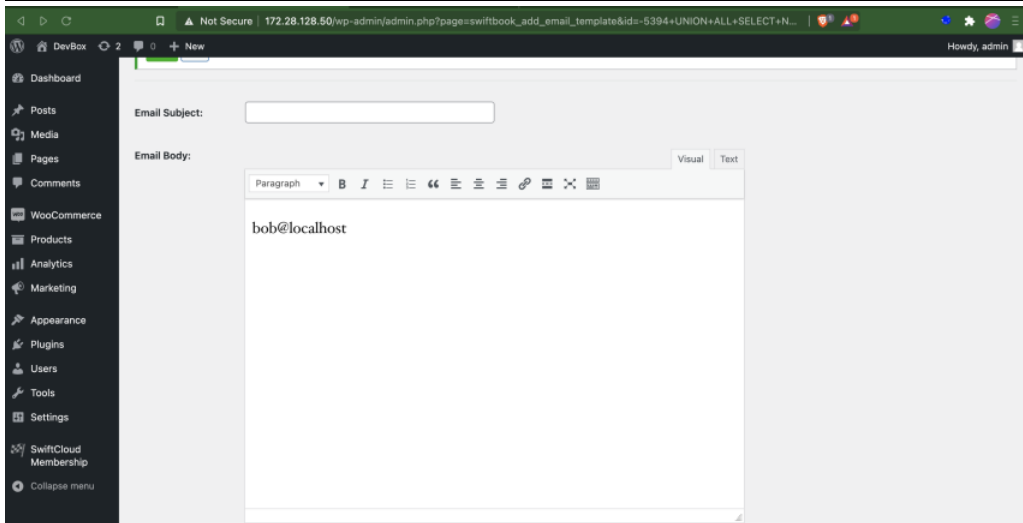 Not Secure | 172.28.128.50/wp-admin/admin.php?page=swiftbook_add_email_template&id=-5394+UNION+ALL+SELECT+N...
DevBox 2 0 + New Howdy, admin
Dashboard
Posts
Media
Pages
Comments
WooCommerce
Products
Analytics
Marketing
Appearance
Plugins
Users
Tools
Settings
SwiftCloud
Membership
Collapse menu
Email Subject:
Email Body:
Visual Text
Paragraph B I
bob@localhost